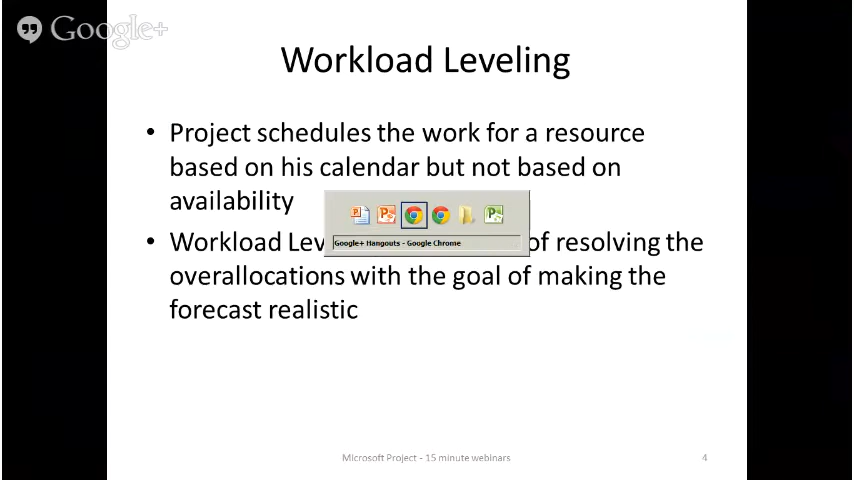 Google+
Workload Leveling
• Project schedules the work for a resource
based on his calendar but not based on
availability
Google+ Hangouts - Google Chrome
• Workload Lev of resolving the
overallocations with the goal of making the
forecast realistic
Microsoft Project - 15 minute webinars
4